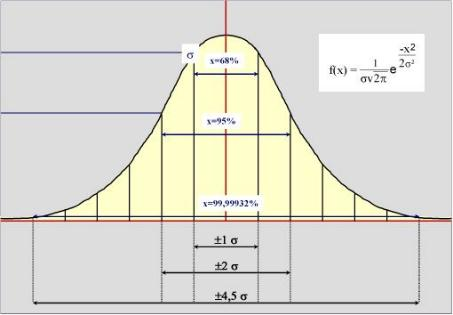 σ
x=68%
f(x) = 1/σ√2π e -x²/2σ²
x=95%
x=99,99932%
±1 σ
±2 σ
±4,5 σ